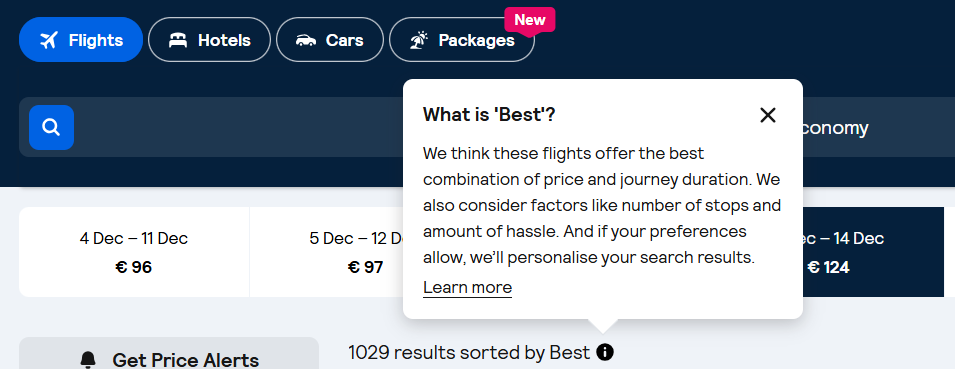 New
Flights
Hotels
Cars
Packages
What is 'Best'?
conomy
We think these flights offer the best
combination of price and journey duration. We
also consider factors like number of stops and
amount of hassle. And if your preferences
allow, we'll personalise your search results.
Learn more
4 Dec – 11 Dec
€ 96
5 Dec – 12 D
€ 97
ec – 14 Dec
€ 124
Get Price Alerts
1029 results sorted by Best